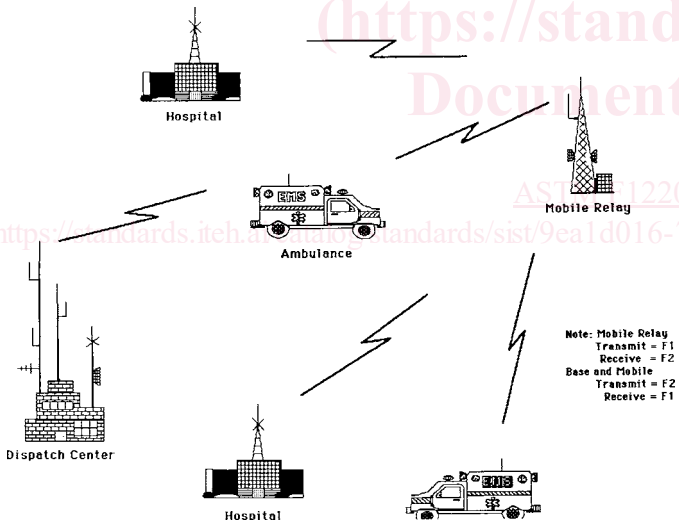 (https://stand
Document
Hospital
EMS
Mobile Relay
ASTM F1220
https://standards.iteh.ai/catalog/standards/sist/9ea1d016-
Ambulance
Note: Mobile Relay
Transmit = F1
Receive = F2
Base and Mobile
Transmit = F2
Receive = F1
Dispatch Center
EMS
Hospital